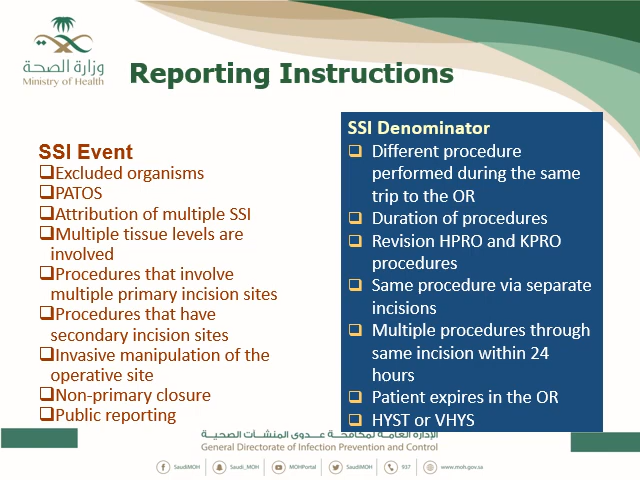 وزارة الصحة
Ministry of Health
Reporting Instructions
SSI Event
Excluded organisms
PATOS
Attribution of multiple SSI
Multiple tissue levels are
involved
Procedures that involve
multiple primary incision sites
Procedures that have
secondary incision sites
Invasive manipulation of the
operative site
Non-primary closure
Public reporting
SSI Denominator
Different procedure
performed during the same
trip to the OR
Duration of procedures
Revision HPRO and KPRO
procedures
Same procedure via separate
incisions
Multiple procedures through
same incision within 24
hours
Patient expires in the OR
HYST or VHYS
الإدارة العامة لمكافحة عدوى المنشآت الصحية
General Directorate of Infection Prevention and Control
SaudiMOH Saudi_MOH MOHPortal SaudiMOH 937 www.moh.gov.sa